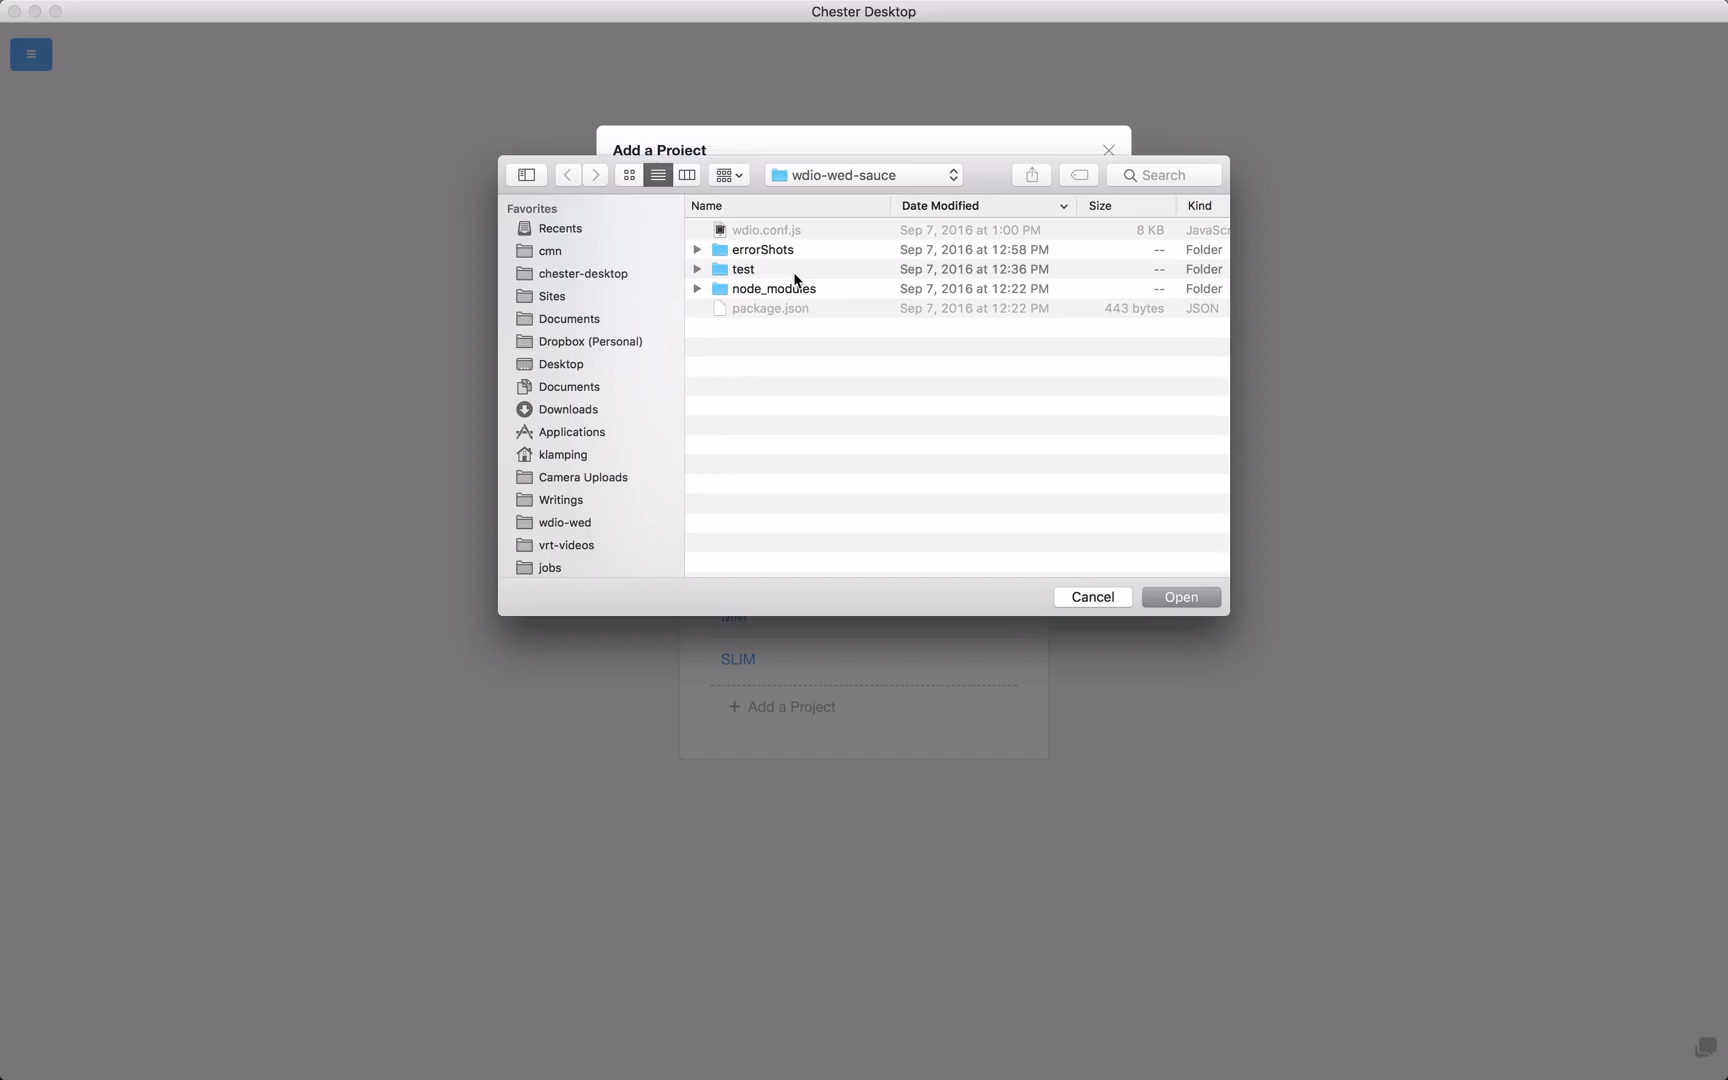 Chester Desktop
Add a Project
wdio-wed-sauce
Search
Favorites
Recents
cmn
chester-desktop
Sites
Documents
Dropbox (Personal)
Desktop
Documents
Downloads
Applications
klamping
Camera Uploads
Writings
wdio-wed
vrt-videos
jobs
Name Date Modified Size Kind
wdio.conf.js Sep 7, 2016 at 1:00 PM 8 KB JavaScr
errorShots Sep 7, 2016 at 12:58 PM -- Folder
test Sep 7, 2016 at 12:36 PM -- Folder
node_modules Sep 7, 2016 at 12:22 PM -- Folder
package.json Sep 7, 2016 at 12:22 PM 443 bytes JSON
Cancel Open
SLIM
+ Add a Project